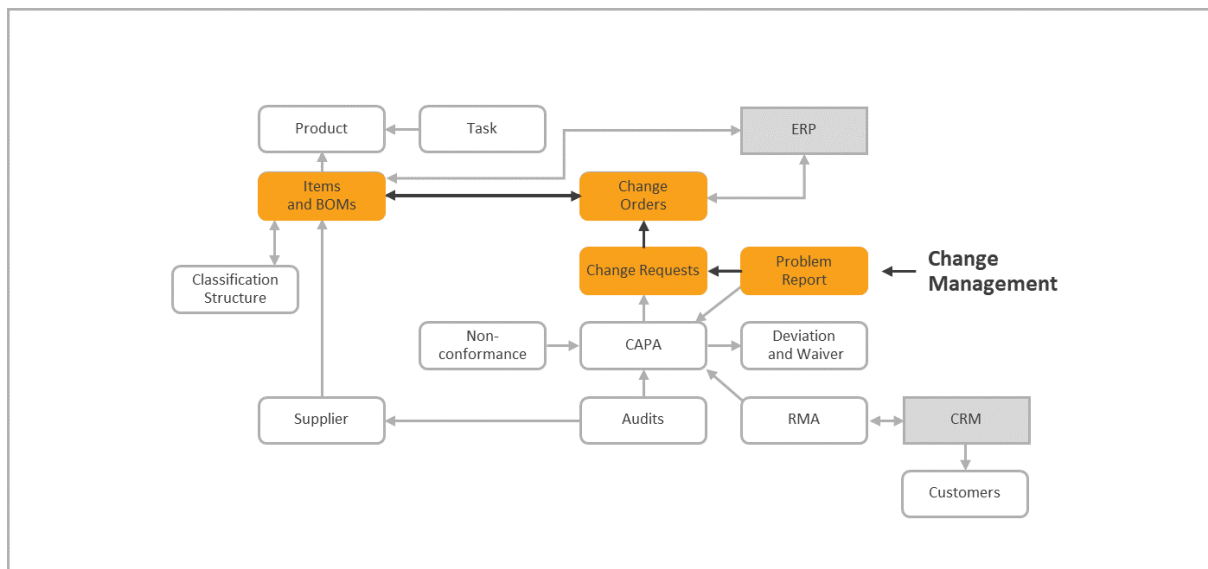 Product
Task
ERP
Items
and BOMs
Change
Orders
Change Requests
Problem
Report
Change
Management
Classification
Structure
Non-
conformance
CAPA
Deviation
and Waiver
Supplier
Audits
RMA
CRM
Customers